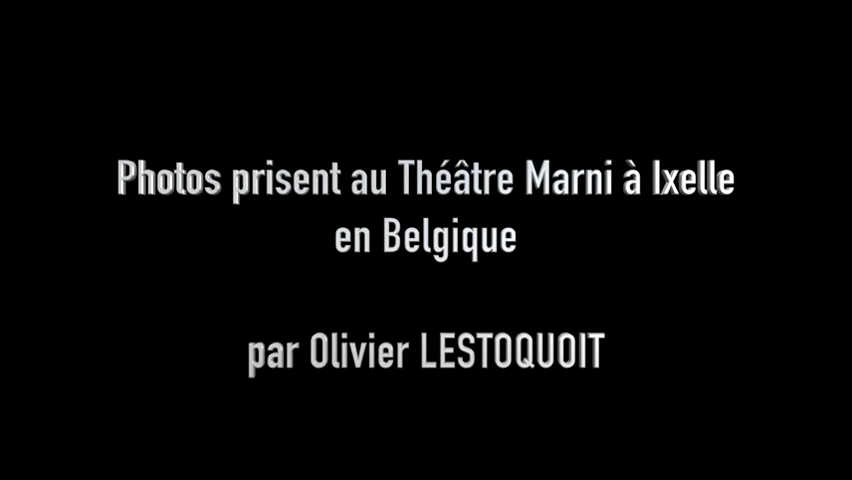 Photos prisent au Théâtre Marni à Ixelle
en Belgique
par Olivier LESTOQUOIT